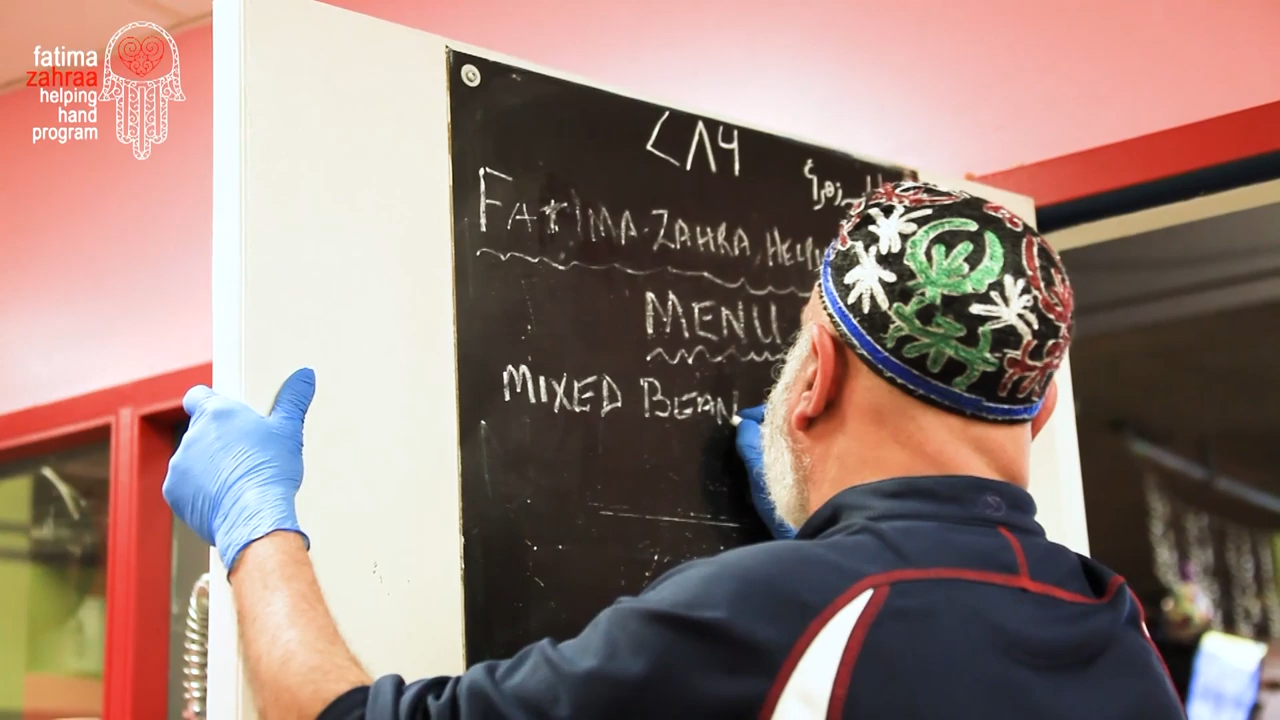 fatima
zahraa
helping
hand
program
FATIMA-ZAHRA, HELPI
MENU
MIXED BEAN